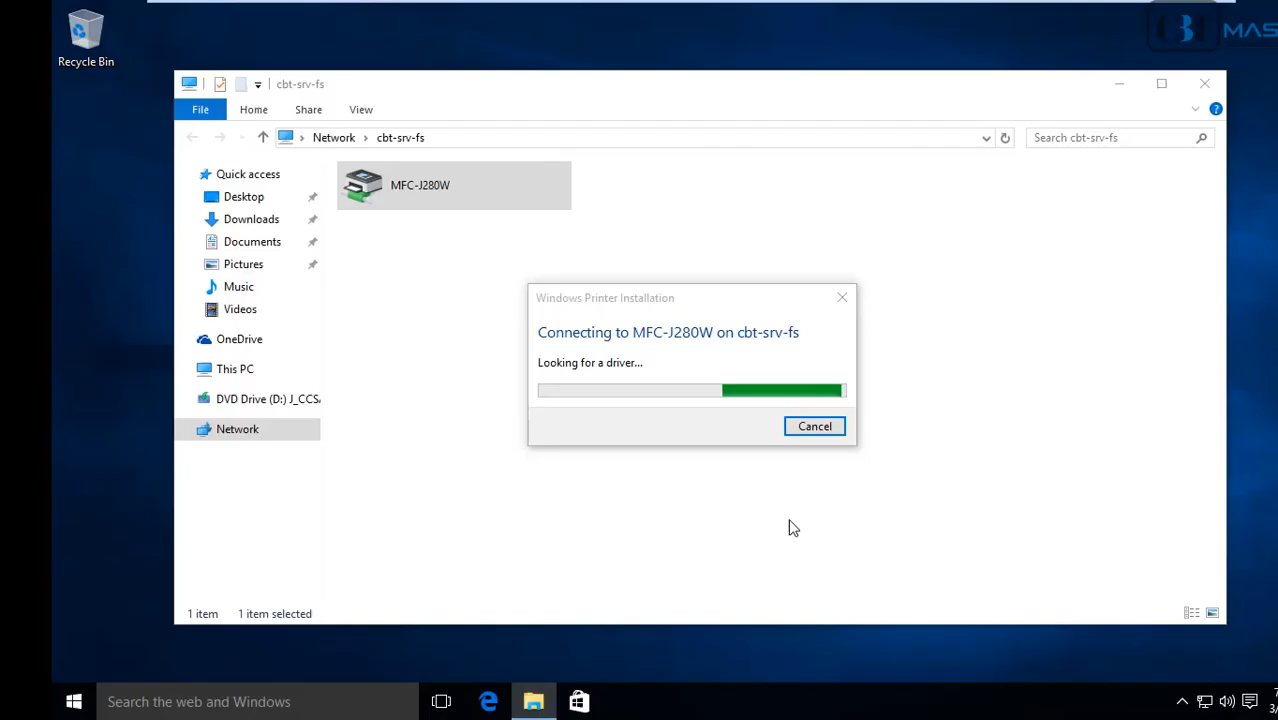 MAS
Recycle Bin
cbt-srv-fs
File Home Share View
Network cbt-srv-fs
Search cbt-srv-fs
Quick access
MFC-J280W
Desktop
Downloads
Documents
Pictures
Music
Videos
OneDrive
This PC
DVD Drive (D:) J_CCSA
Network
Windows Printer Installation
Connecting to MFC-J280W on cbt-srv-fs
Looking for a driver...
Cancel
1 item 1 item selected
Search the web and Windows